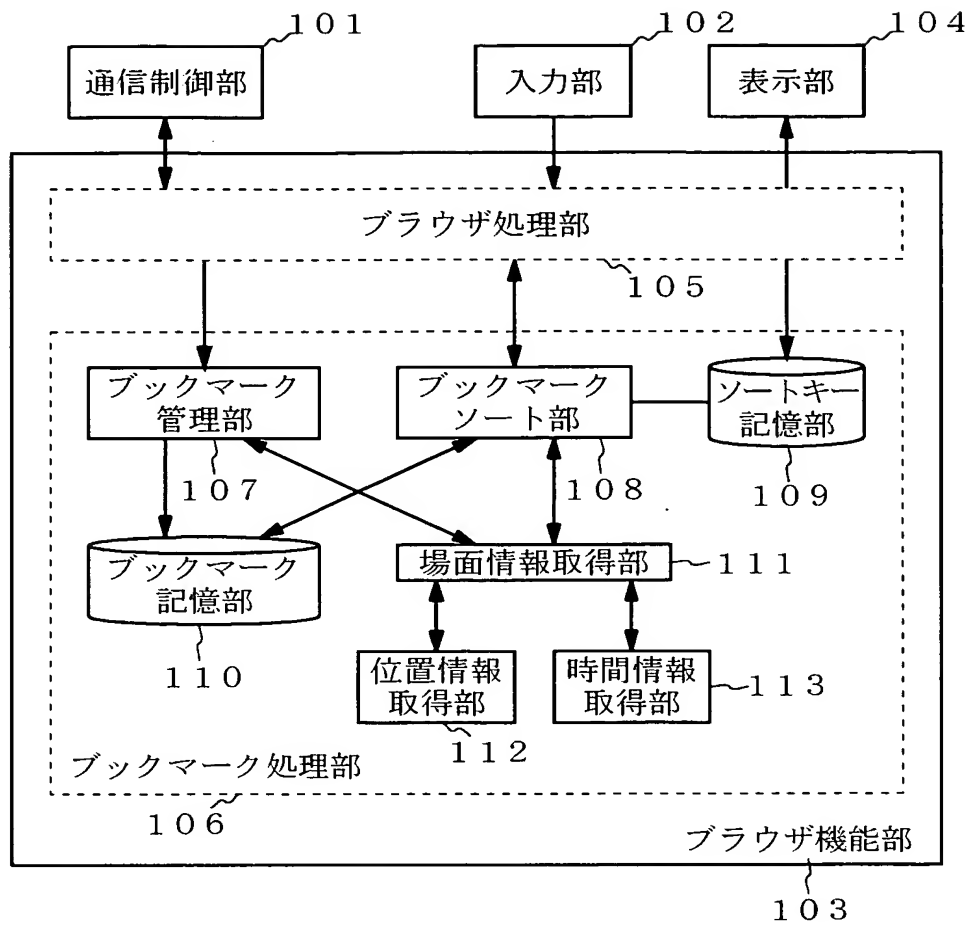 １０１
１０２
１０４
通信制御部
入力部
表示部
ブラウザ処理部
１０５
ブックマーク
管理部
ブックマーク
ソート部
ソートキー
記憶部
１０７
１０８
１０９
ブックマーク
記憶部
場面情報取得部
１１１
１１０
位置情報
取得部
時間情報
取得部
１１３
１１２
ブックマーク処理部
１０６
ブラウザ機能部
１０３